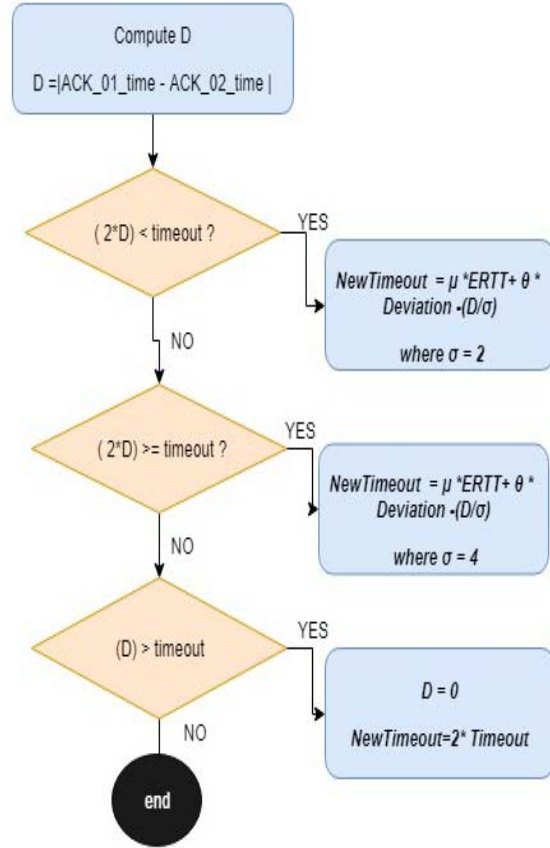 Compute D
D =|ACK_01_time - ACK_02_time |
( 2*D) < timeout ?
YES
NewTimeout = μ *ERTT+ θ *
Deviation -(D/σ)
where σ = 2
NO
( 2*D) >= timeout ?
YES
NewTimeout = μ *ERTT+ θ *
Deviation -(D/σ)
where σ = 4
NO
(D) > timeout
YES
D = 0
NewTimeout=2* Timeout
NO
end